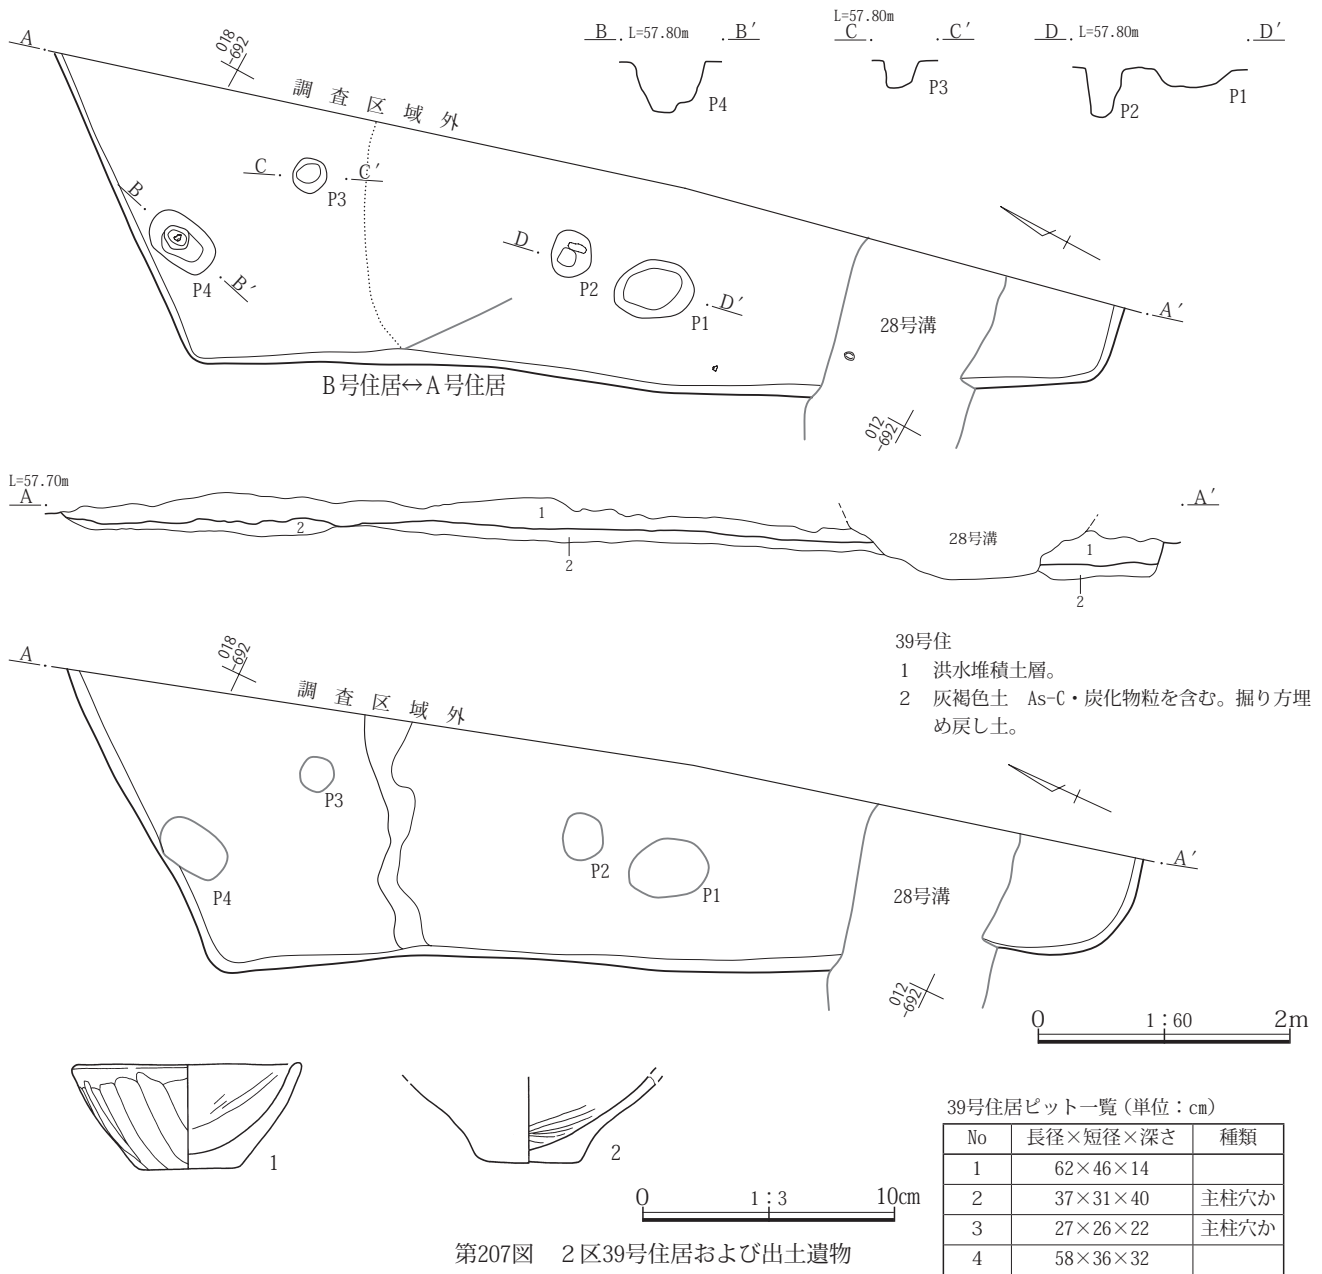 A
018
-692
調査区域外
B L=57.80m B′
P4
L=57.80m
C C′
P3
D L=57.80m D′
P2
P1
C C′
P3
B
P4
B′
D
P2
P1
D′
28号溝
A′
B号住居↔A号住居
012
-692
L=57.70m
A
A′
1
2
2
28号溝
1
2
39号住
1 洪水堆積土層。
2 灰褐色土 As-C・炭化物粒を含む。掘り方埋
め戻し土。
A
018
-692
調査区域外
P3
P4
P2
P1
28号溝
A′
012
-692
0 1：60 2m
1
2
0 1：3 10cm
39号住居ピット一覧（単位：cm）
No 長径×短径×深さ 種類
1 62×46×14
2 37×31×40 主柱穴か
3 27×26×22 主柱穴か
4 58×36×32
第207図 2区39号住居および出土遺物